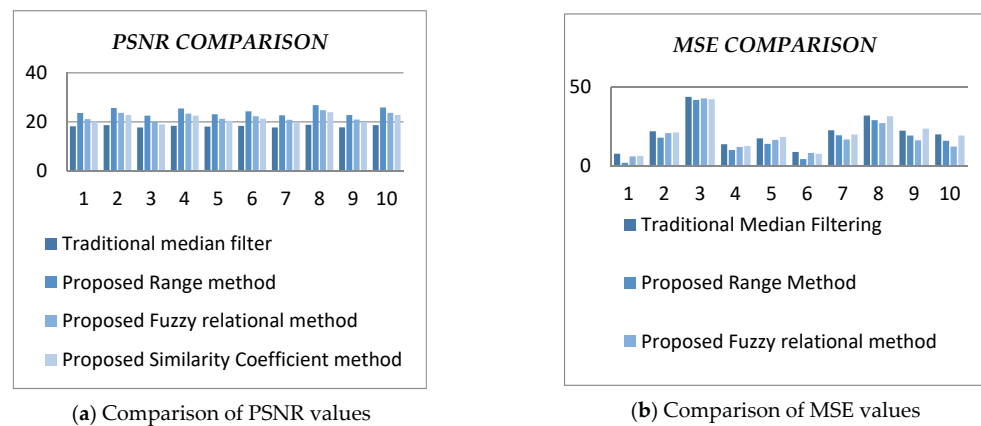 PSNR COMPARISON
40
20
0
1 2 3 4 5 6 7 8 9 10
Traditional median filter
Proposed Range method
Proposed Fuzzy relational method
Proposed Similarity Coefficient method
(a) Comparison of PSNR values
MSE COMPARISON
50
0
1 2 3 4 5 6 7 8 9 10
Traditional Median Filtering
Proposed Range Method
Proposed Fuzzy relational method
(b) Comparison of MSE values